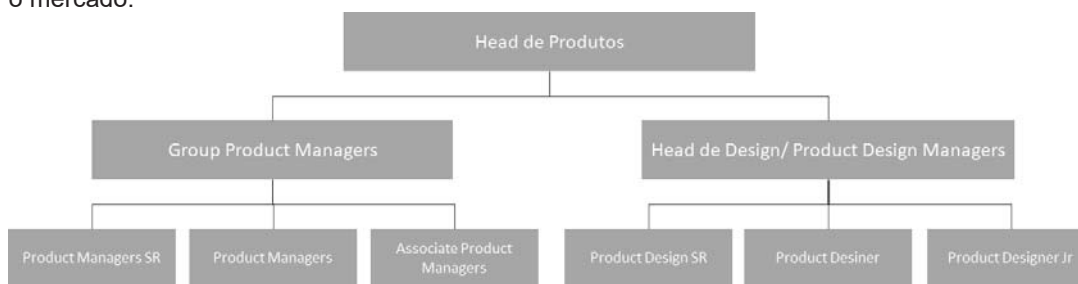 o mercado.
Head de Produtos
Group Product Managers
Head de Design/ Product Design Managers
Product Managers SR
Product Managers
Associate Product
Managers
Product Design SR
Product Desiner
Product Designer Jr